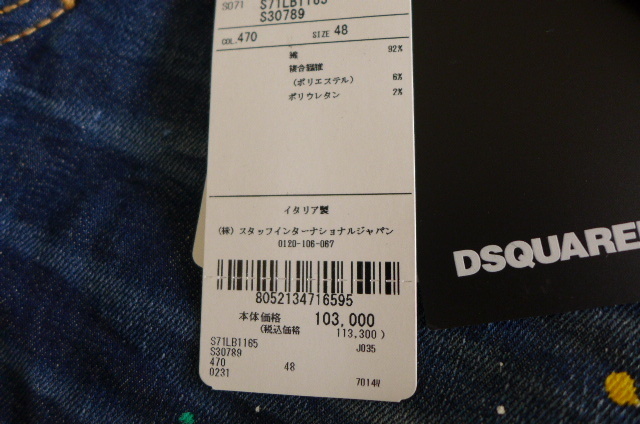 S071 S71LB1165
S30789
COL. 470 SIZE 48
綿 92%
複合繊維
(ポリエステル) 6%
ポリウレタン 2%
イタリア製
(株) スタッフインターナショナルジャパン
0120-106-067
8052134716595
本体価格 103,000
(税込価格 113,300 )
S71LB1165 J035
S30789
470 48
0231 7014W
DSQUARE